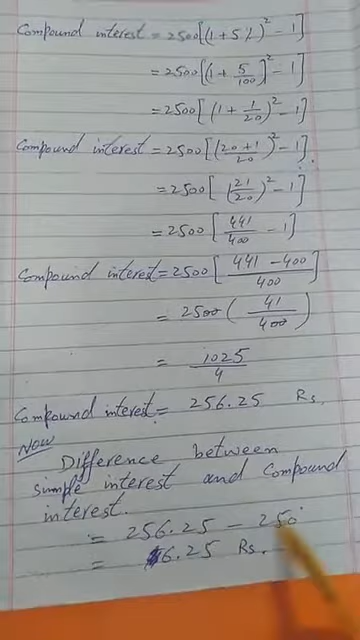 Compound interest = 2500[(1+5%)² - 1]
= 2500[(1 + 5/100)² - 1]
= 2500[(1 + 1/20)² - 1]
Compound interest = 2500[(20+1/20)² - 1]
= 2500[(21/20)² - 1]
= 2500[441/400 - 1]
Compound interest = 2500[441-400/400]
= 2500(41/400)
= 1025/4
Compound interest = 256.25 Rs.
Now
Difference between
simple interest and Compound
interest.
= 256.25 - 250
= 6.25 Rs.